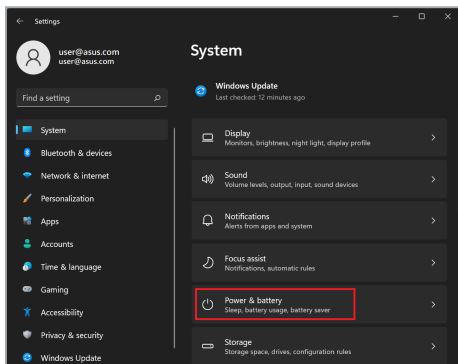 Settings
user@asus.com
user@asus.com
Find a setting
System
Bluetooth & devices
Network & internet
Personalization
Apps
Accounts
Time & language
Gaming
Accessibility
Privacy & security
Windows Update
System
Windows Update
Last checked: 12 minutes ago
Display
Monitors, brightness, night light, display profile
Sound
Volume levels, output, input, sound devices
Notifications
Alerts from apps and system
Focus assist
Notifications, automatic rules
Power & battery
Sleep, battery usage, battery saver
Storage
Storage space, drives, configuration rules